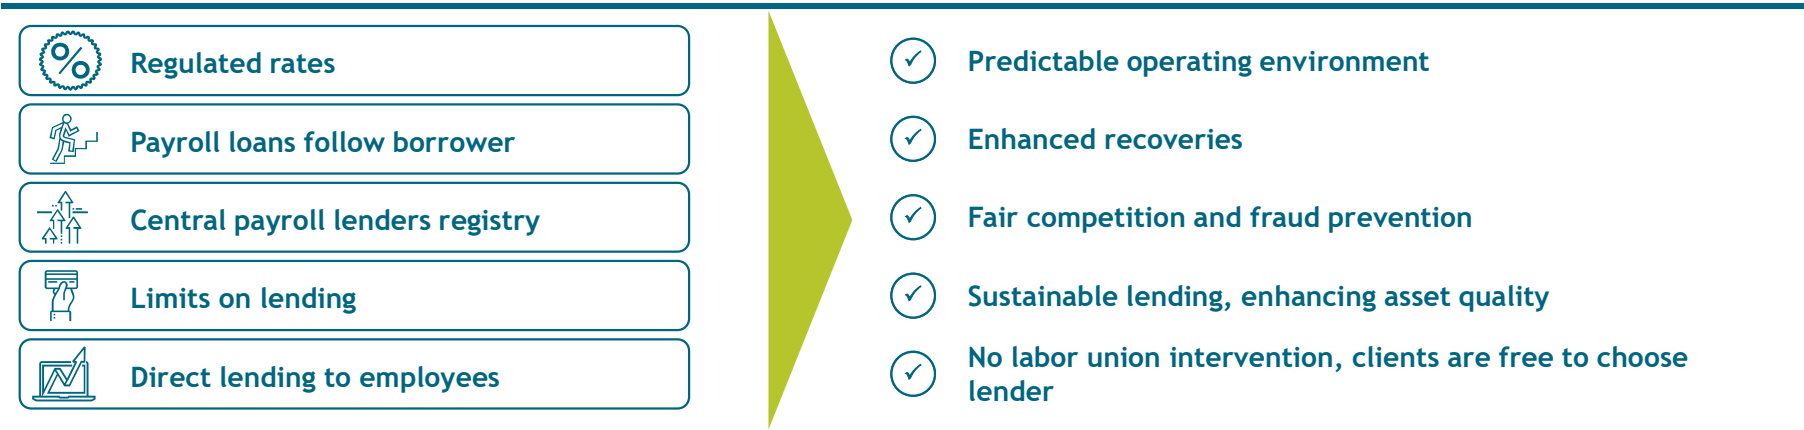 Regulated rates
Predictable operating environment
Payroll loans follow borrower
Enhanced recoveries
Central payroll lenders registry
Fair competition and fraud prevention
Limits on lending
Sustainable lending, enhancing asset quality
Direct lending to employees
No labor union intervention, clients are free to choose
lender